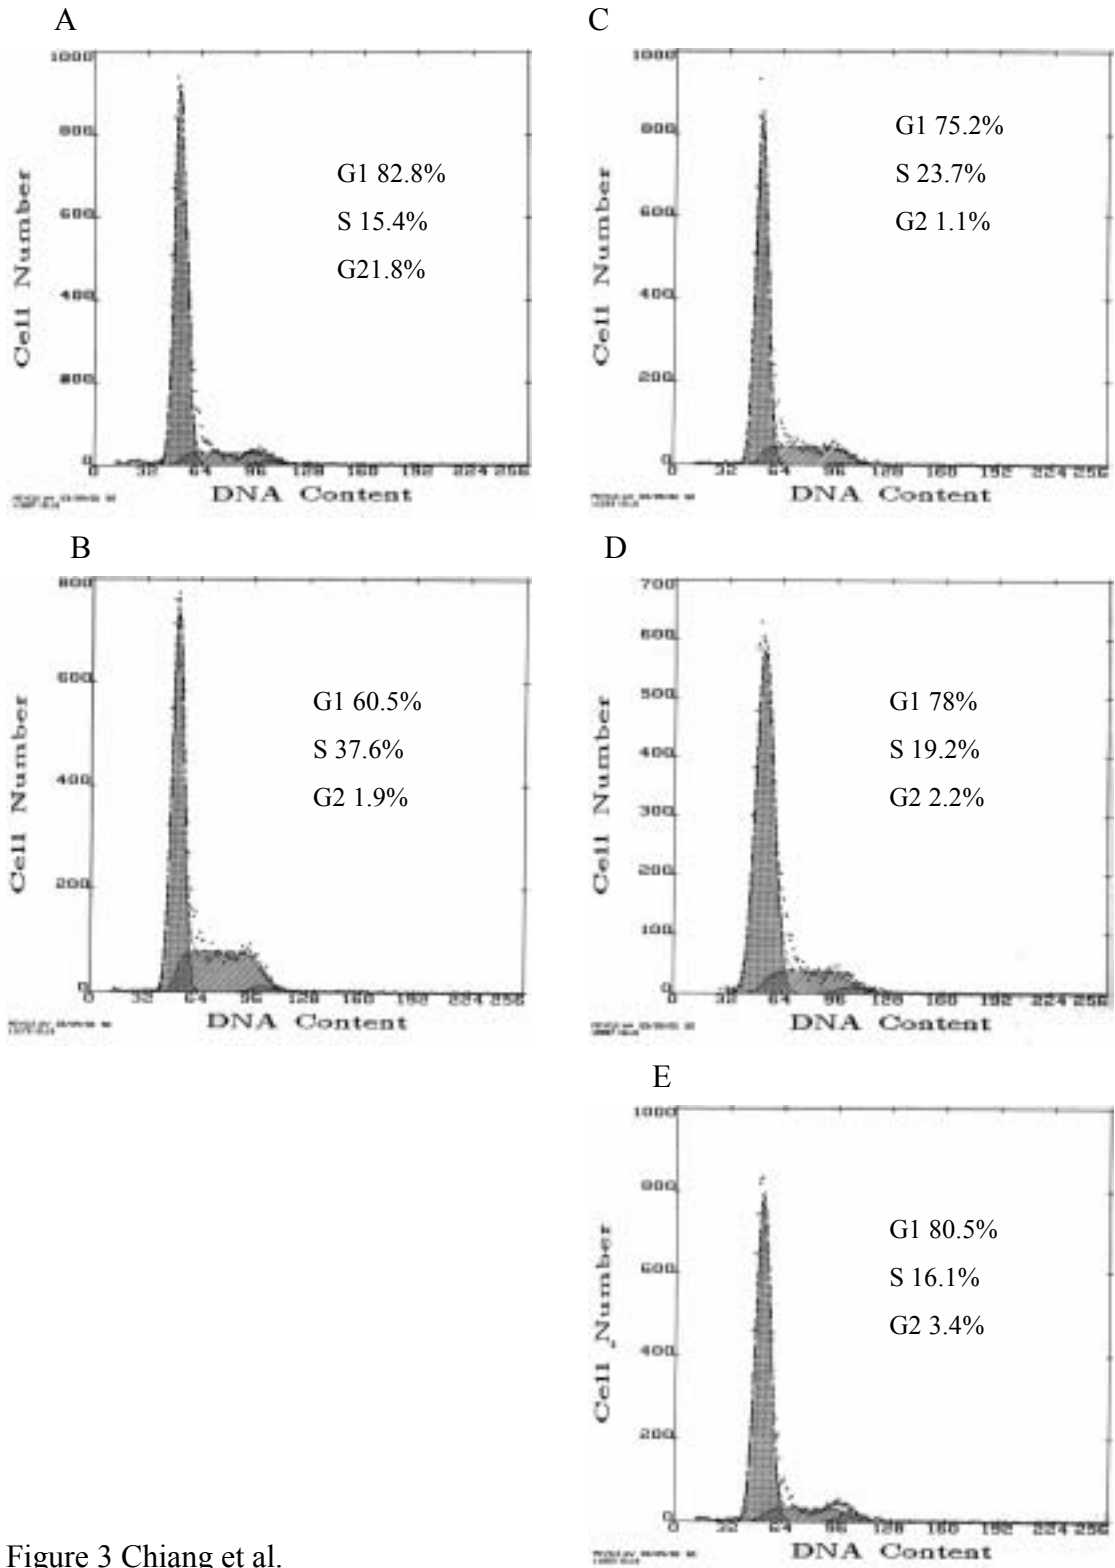 A
1000
800
600
400
200
0
Cell Number
G1 82.8%
S 15.4%
G21.8%
0 32 64 96 128 160 192 224 256
DNA Content
C
1000
800
600
400
200
0
Cell Number
G1 75.2%
S 23.7%
G2 1.1%
0 32 64 96 128 160 192 224 256
DNA Content
B
800
600
400
200
0
Cell Number
G1 60.5%
S 37.6%
G2 1.9%
0 32 64 96 128 160 192 224 256
DNA Content
D
700
600
500
400
300
200
100
0
Cell Number
G1 78%
S 19.2%
G2 2.2%
0 32 64 96 128 160 192 224 256
DNA Content
E
1000
800
600
400
200
0
Cell Number
G1 80.5%
S 16.1%
G2 3.4%
0 32 64 96 128 160 192 224 256
DNA Content
Figure 3 Chiang et al.